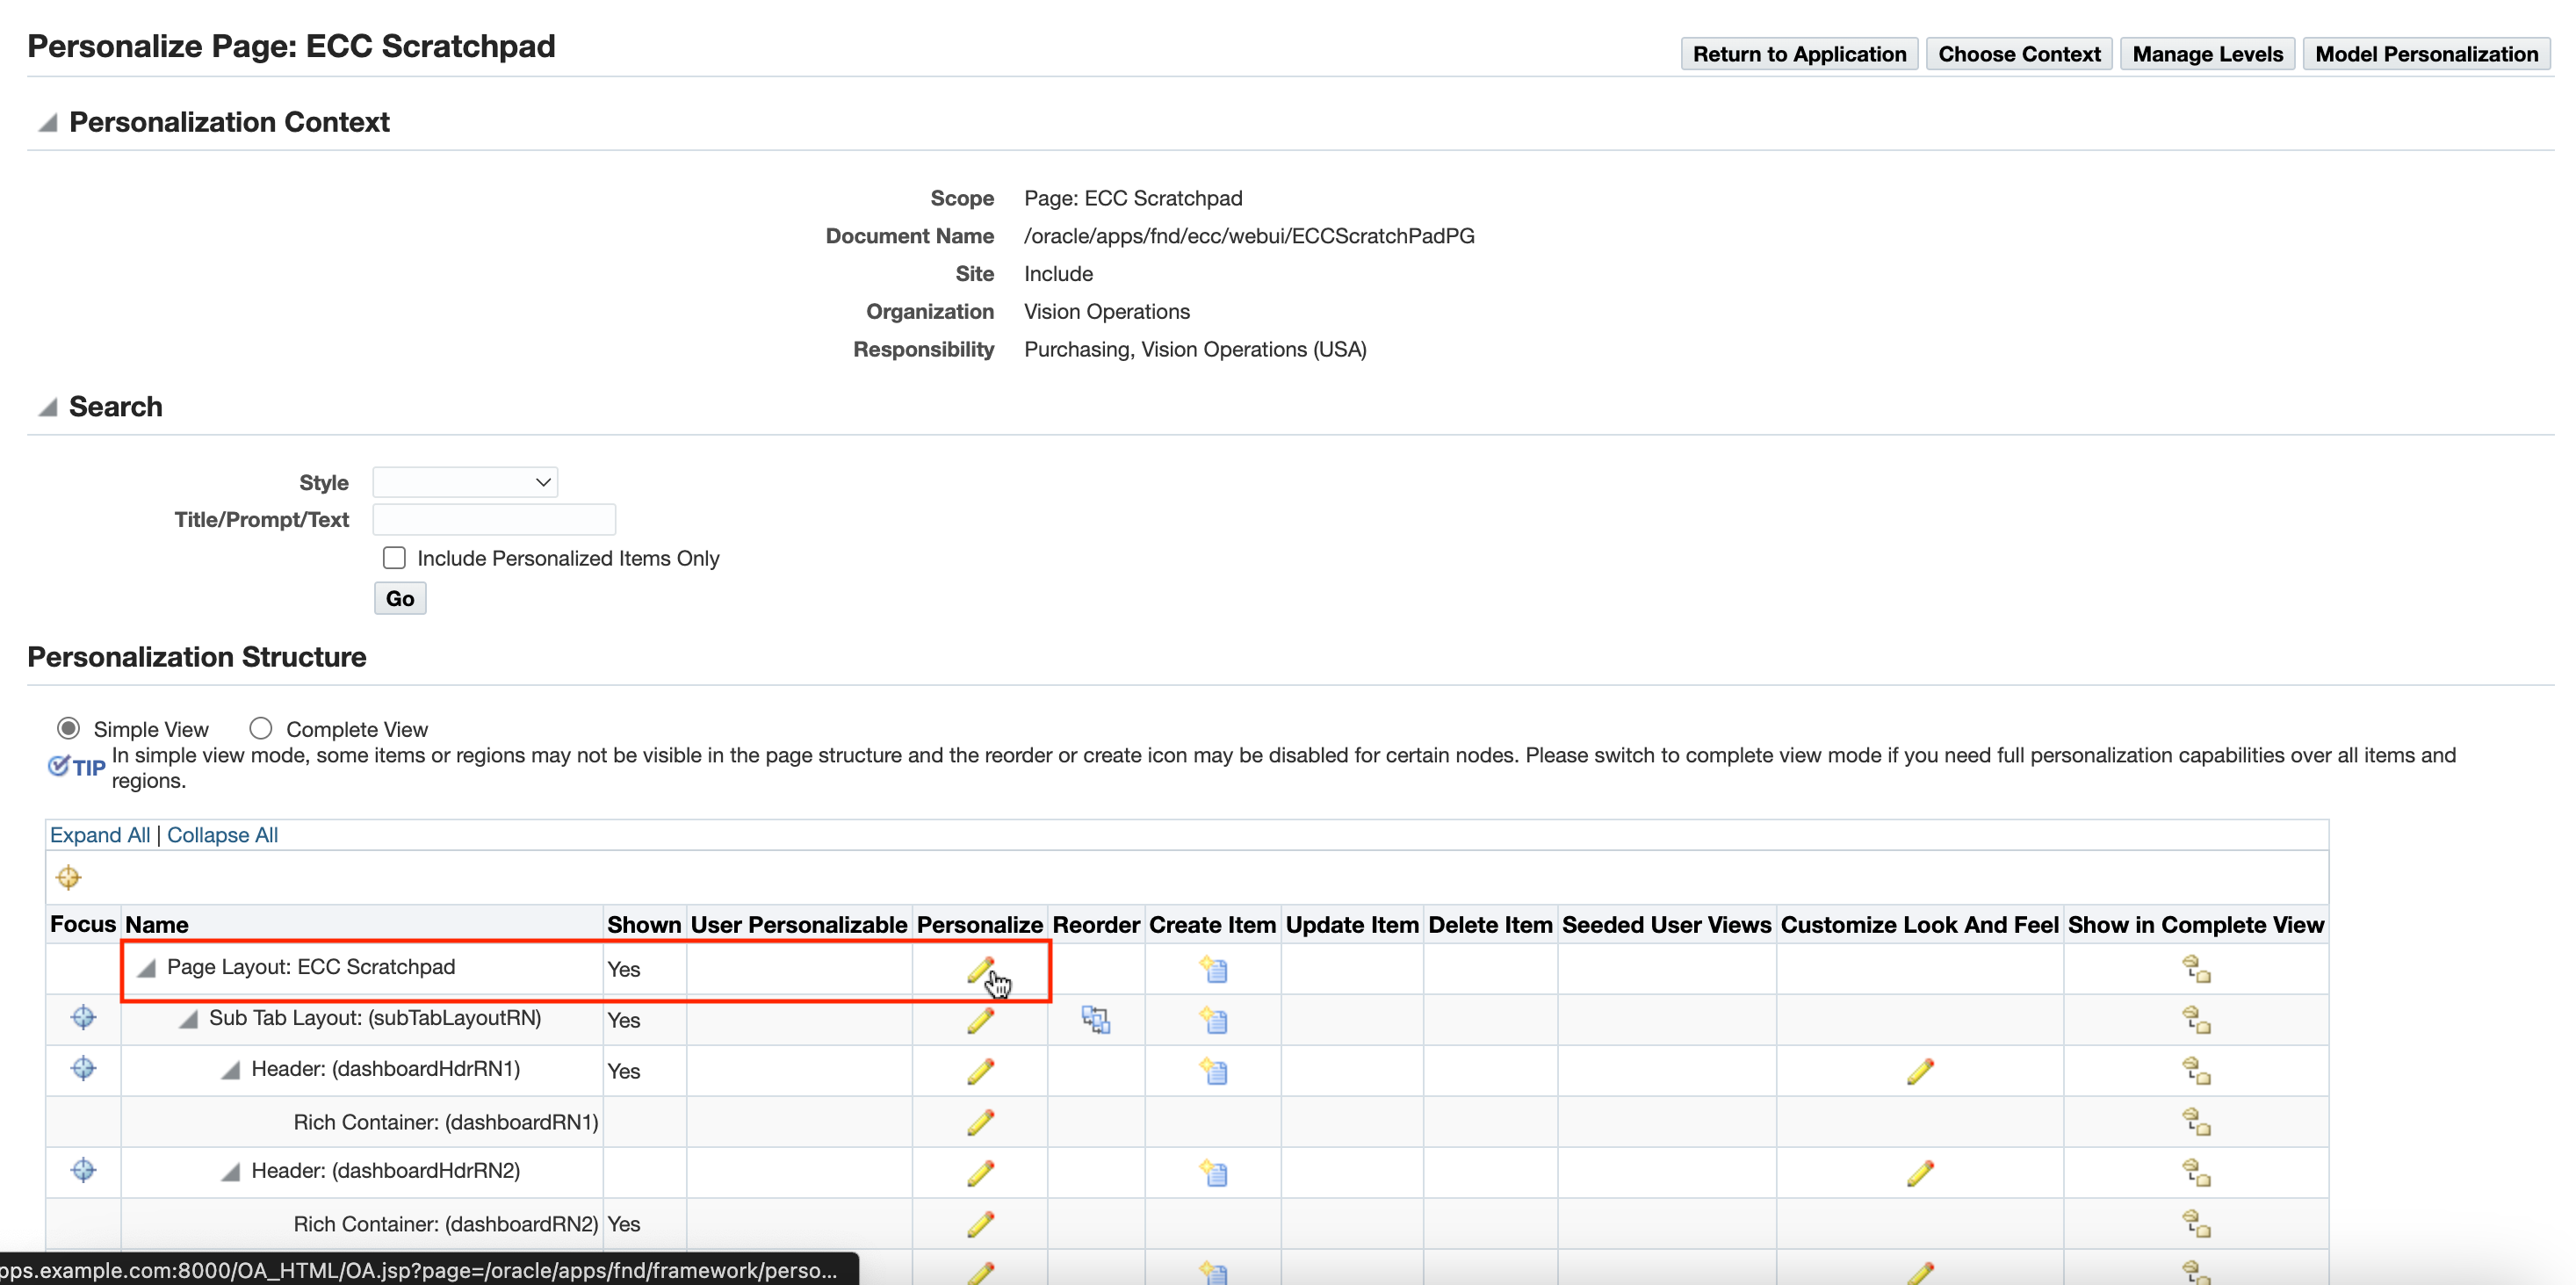 Personalize Page: ECC Scratchpad
Return to Application Choose Context Manage Levels Model Personalization
Personalization Context
Scope Page: ECC Scratchpad
Document Name /oracle/apps/fnd/ecc/webui/ECCScratchPadPG
Site Include
Organization Vision Operations
Responsibility Purchasing, Vision Operations (USA)
Search
Style
Title/Prompt/Text
Include Personalized Items Only
Go
Personalization Structure
Simple View Complete View
TIP In simple view mode, some items or regions may not be visible in the page structure and the reorder or create icon may be disabled for certain nodes. Please switch to complete view mode if you need full personalization capabilities over all items and
regions.
Expand All | Collapse All
Focus Name Shown User Personalizable Personalize Reorder Create Item Update Item Delete Item Seeded User Views Customize Look And Feel Show in Complete View
Page Layout: ECC Scratchpad Yes
Sub Tab Layout: (subTabLayoutRN) Yes
Header: (dashboardHdrRN1) Yes
Rich Container: (dashboardRN1)
Header: (dashboardHdrRN2)
Rich Container: (dashboardRN2) Yes
pps.example.com:8000/OA_HTML/OA.jsp?page=/oracle/apps/fnd/framework/perso...